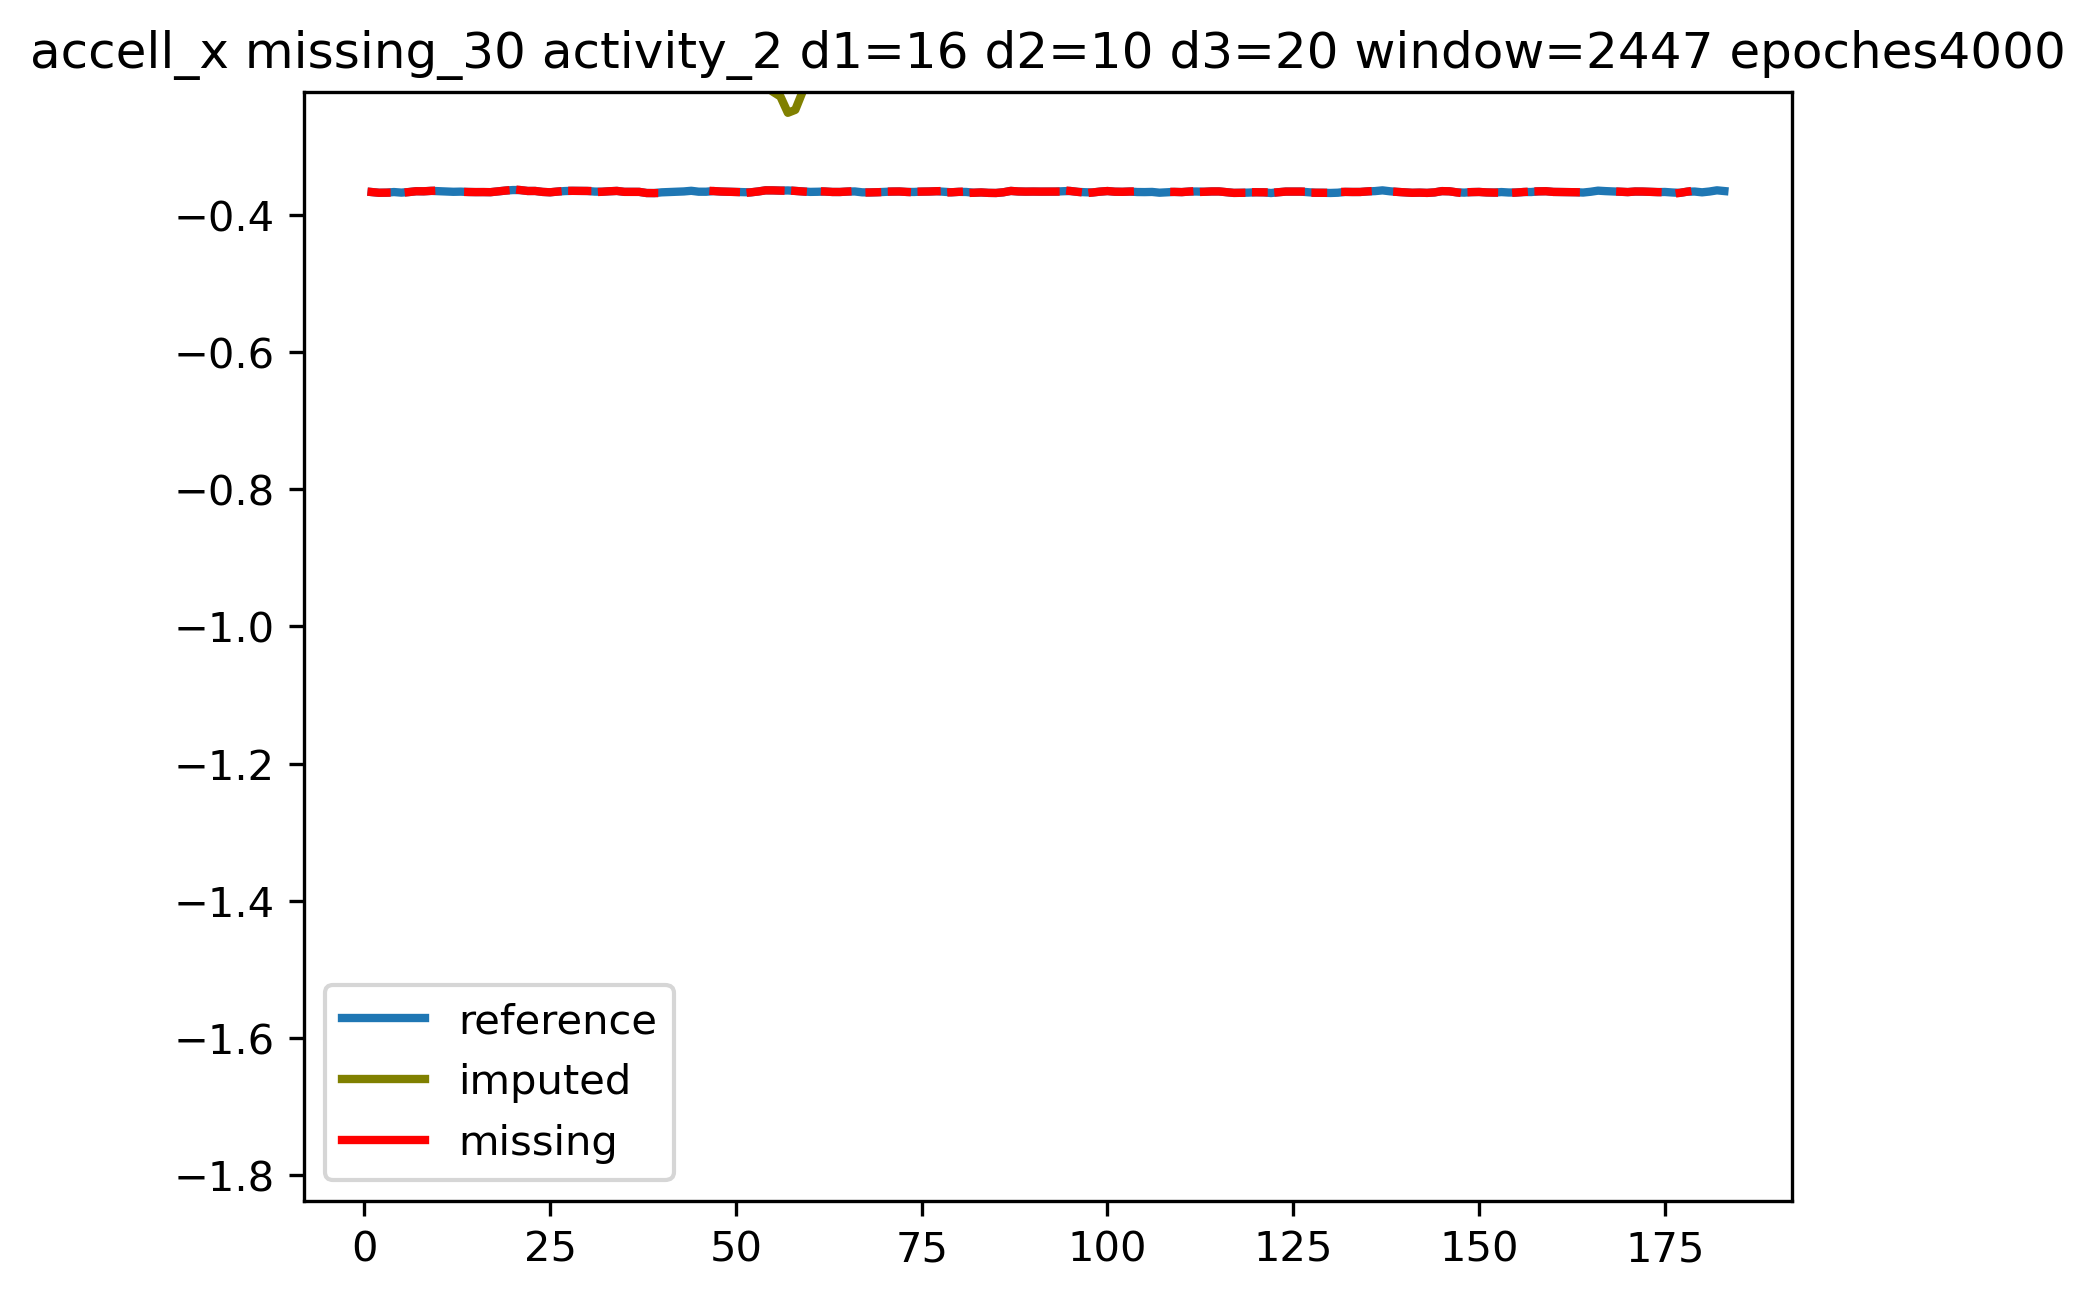 accell_x missing_30 activity_2 d1=16 d2=10 d3=20 window=2447 epoches4000
−0.4
−0.6
−0.8
−1.0
−1.2
−1.4
−1.6
−1.8
reference
imputed
missing
0 25 50 75 100 125 150 175